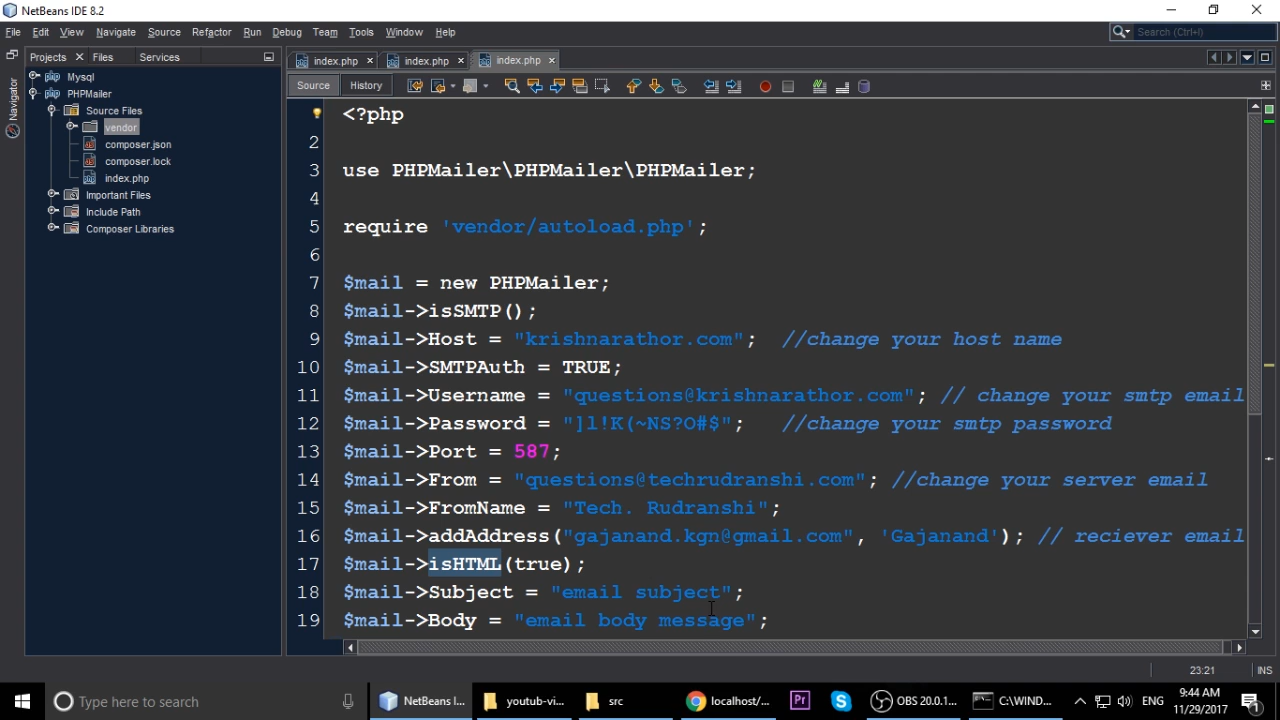 NetBeans IDE 8.2
File Edit View Navigate Source Refactor Run Debug Team Tools Window Help
Search (Ctrl+I)
Projects Files Services
index.php index.php index.php
Navigator
Source History
Mysql
PHPMailer
Source Files
vendor
composer.json
composer.lock
index.php
Important Files
Include Path
Composer Libraries
<?php
2
3 use PHPMailer\PHPMailer\PHPMailer;
4
5 require 'vendor/autoload.php';
6
7 $mail = new PHPMailer;
8 $mail->isSMTP();
9 $mail->Host = "krishnarathor.com"; //change your host name
10 $mail->SMTPAuth = TRUE;
11 $mail->Username = "questions@krishnarathor.com"; // change your smtp email
12 $mail->Password = "]l!K(~NS?O#$"; //change your smtp password
13 $mail->Port = 587;
14 $mail->From = "questions@techrudranshi.com"; //change your server email
15 $mail->FromName = "Tech. Rudranshi";
16 $mail->addAddress("gajanand.kgn@gmail.com", 'Gajanand'); // reciever email
17 $mail->isHTML(true);
18 $mail->Subject = "email subject";
19 $mail->Body = "email body message";
23:21 INS
Type here to search
NetBeans I... youtub-vi... src localhost/... Pr OBS 20.0.1... C:\WIND... ENG
9:44 AM
11/29/2017
1